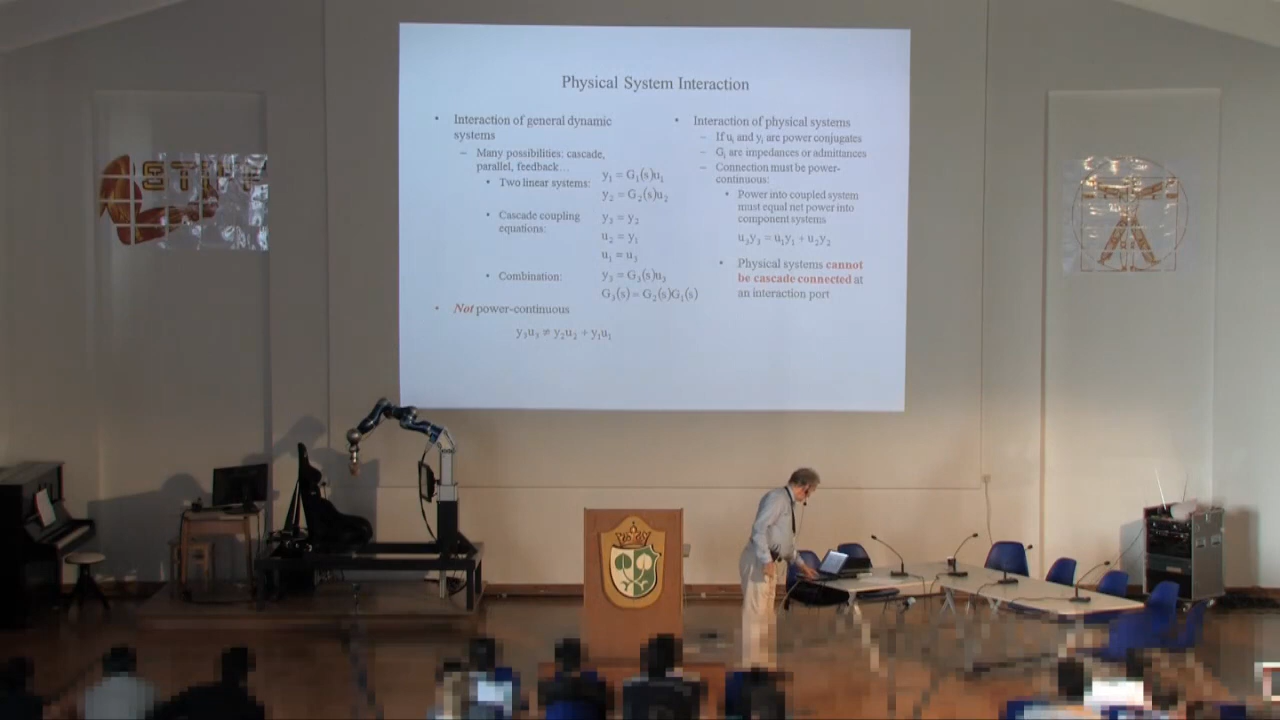 Physical System Interaction
• Interaction of general dynamic
systems
– Many possibilities: cascade,
parallel, feedback…
• Two linear systems:
y₁ = G₁(s)u₁
y₂ = G₂(s)u₂
• Cascade coupling
equations:
y₃ = y₂
u₂ = y₁
u₁ = u₃
• Combination:
y₃ = G₃(s)u₃
G₃(s) = G₂(s)G₁(s)
• Not power-continuous
y₃u₃ ≠ y₂u₂ + y₁u₁
• Interaction of physical systems
– If uᵢ and yᵢ are power conjugates
– Gᵢ are impedances or admittances
– Connection must be power-
continuous:
• Power into coupled system
must equal net power into
component systems
u₃y₃ = u₁y₁ + u₂y₂
• Physical systems cannot
be cascade connected at
an interaction port